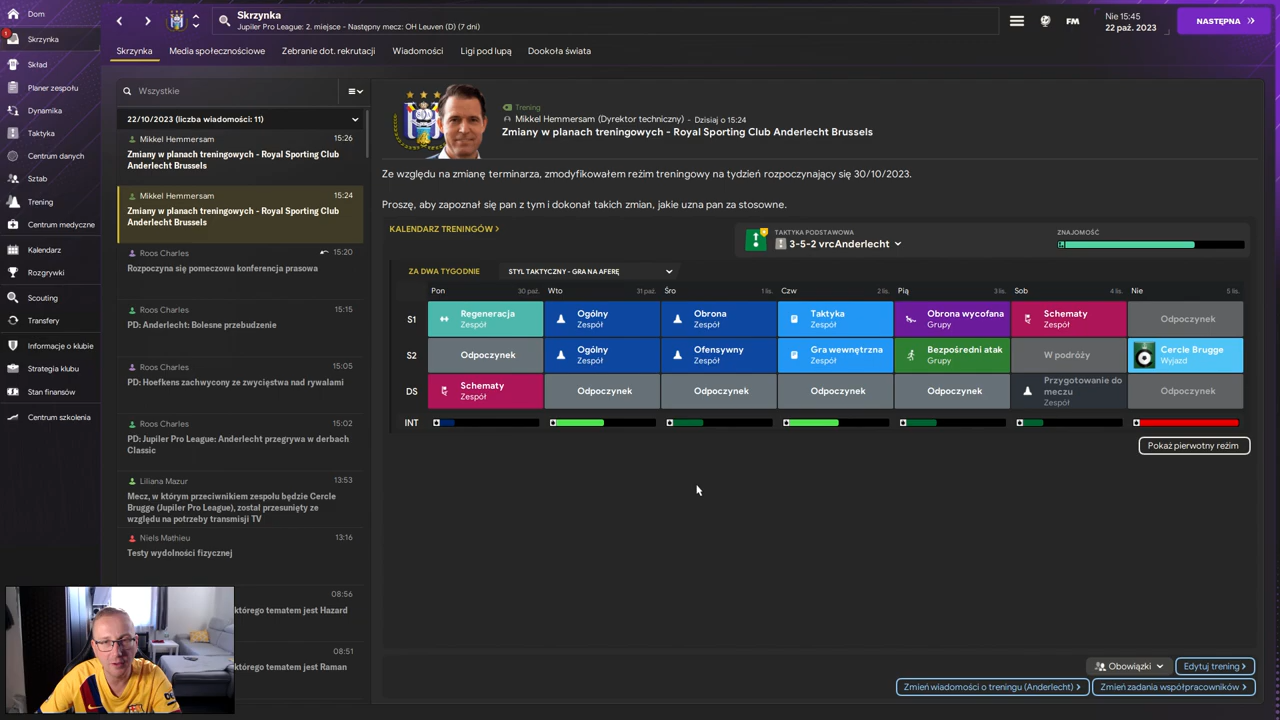 Dom
Skrzynka
Skład
Planer zespołu
Dynamika
Taktyka
Centrum danych
Sztab
Trening
Centrum medyczne
Kalendarz
Rozgrywki
Scouting
Transfery
Informacje o klubie
Strategia klubu
Stan finansów
Centrum szkolenia
1
Skrzynka
Jupiler Pro League: 2. miejsce - Następny mecz: OH Leuven (D) (7 dni)
FM
Nie 15:45
22 paź. 2023
NASTĘPNA
Skrzynka
Media społecznościowe
Zebranie dot. rekrutacji
Wiadomości
Ligi pod lupą
Dookoła świata
Wszystkie
22/10/2023 (liczba wiadomości: 11)
Mikkel Hemmersam 15:26
Zmiany w planach treningowych - Royal Sporting Club
Anderlecht Brussels
Mikkel Hemmersam 15:24
Zmiany w planach treningowych - Royal Sporting Club
Anderlecht Brussels
Roos Charles 15:20
Rozpoczyna się pomeczowa konferencja prasowa
Roos Charles 15:15
PD: Anderlecht: Bolesne przebudzenie
Roos Charles 15:05
PD: Hoefkens zachwycony ze zwycięstwa nad rywalami
Roos Charles 15:02
PD: Jupiler Pro League: Anderlecht przegrywa w derbach
Classic
Liliana Mazur 13:53
Mecz, w którym przeciwnikiem zespołu będzie Cercle
Brugge (Jupiler Pro League), został przesunięty ze
względu na potrzeby transmisji TV
Niels Mathieu 13:16
Testy wydolności fizycznej
08:56
którego tematem jest Hazard
08:51
którego tematem jest Raman
Trening
Mikkel Hemmersam (Dyrektor techniczny) - Dzisiaj o 15:24
Zmiany w planach treningowych - Royal Sporting Club Anderlecht Brussels
Ze względu na zmianę terminarza, zmodyfikowałem reżim treningowy na tydzień rozpoczynający się 30/10/2023.
Proszę, aby zapoznał się pan z tym i dokonał takich zmian, jakie uzna pan za stosowne.
KALENDARZ TRENINGÓW
TAKTYKA PODSTAWOWA
3-5-2 vrcAnderlecht
ZNAJOMOŚĆ
ZA DWA TYGODNIE
STYL TAKTYCZNY - GRA NA AFERĘ
Pon 30 paź. Wto 31 paź. Śro 1 lis. Czw 2 lis. Pią 3 lis. Sob 4 lis. Nie 5 lis.
S1
Regeneracja
Zespół
Ogólny
Zespół
Obrona
Zespół
Taktyka
Zespół
Obrona wycofana
Grupy
Schematy
Zespół
Odpoczynek
S2
Odpoczynek
Ogólny
Zespół
Ofensywny
Zespół
Gra wewnętrzna
Zespół
Bezpośredni atak
Grupy
W podróży
Cercle Brugge
Wyjazd
DS
Schematy
Zespół
Odpoczynek
Odpoczynek
Odpoczynek
Odpoczynek
Przygotowanie do
meczu
Zespół
Odpoczynek
INT
Pokaż pierwotny reżim
Obowiązki
Edytuj trening
Zmień wiadomości o treningu (Anderlecht)
Zmień zadania współpracowników